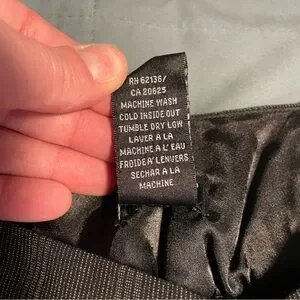 RN 62136/
CA 20625
MACHINE WASH
COLD INSIDE OUT
TUMBLE DRY LOW
LAVER A LA
MACHINE A L' EAU
FROIDE A' L'ENVERS
SECHAR A LA
MACHINE